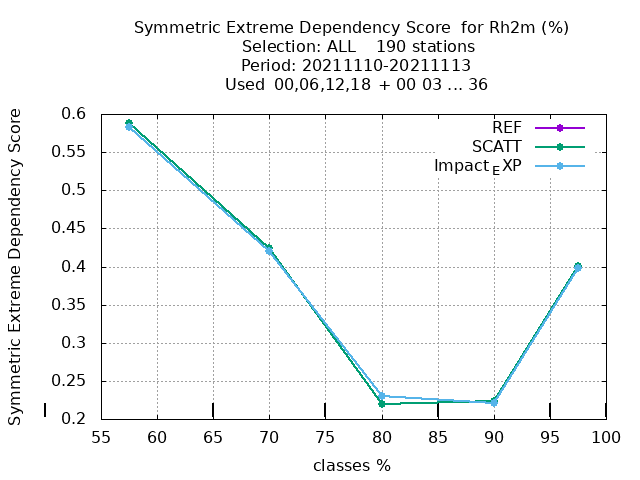 Symmetric Extreme Dependency Score  for Rh2m (%)
Selection: ALL    190 stations
Period: 20211110-20211113
Used  00,06,12,18  + 00 03 ... 36
Symmetric Extreme Dependency Score
0.6
0.55
0.5
0.45
0.4
0.35
0.3
0.25
0.2
REF
SCATT
Impact_EXP
55 60 65 70 75 80 85 90 95 100
classes %